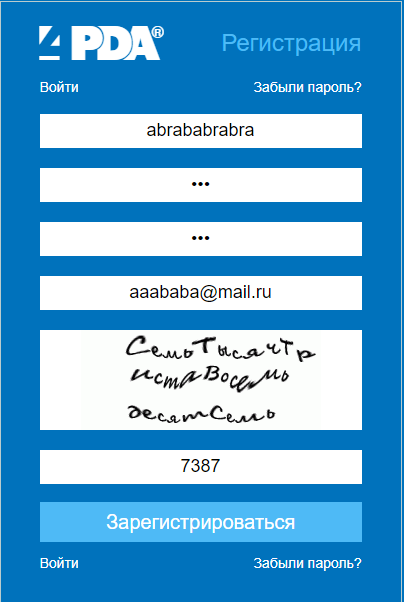 4PDA®
Регистрация
Войти
Забыли пароль?
abrababrabra
•••
•••
aaababa@mail.ru
СемьТысячТр
истаВосемь
десятСемь
7387
Зарегистрироваться
Войти
Забыли пароль?